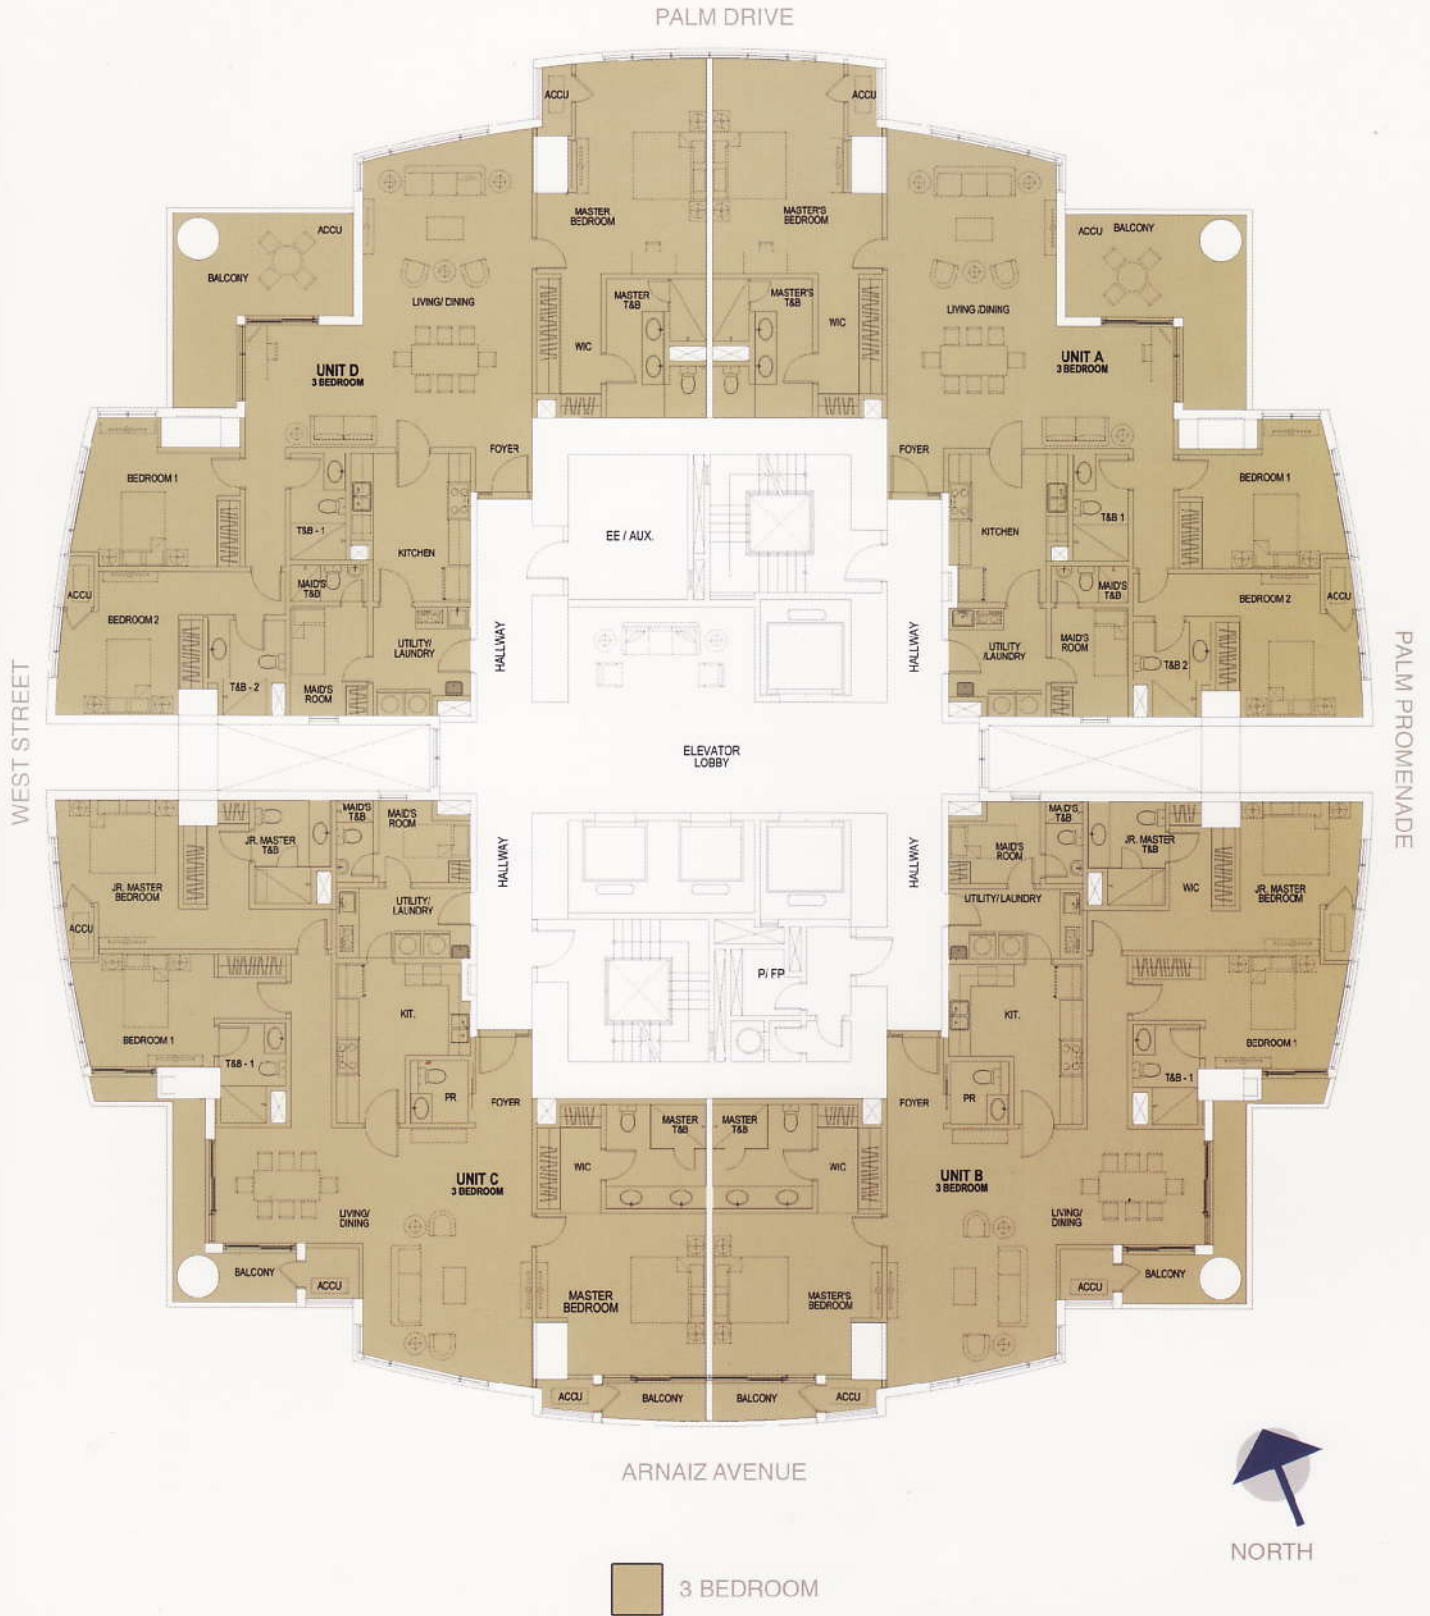 PALM DRIVE
ACCU
ACCU
MASTER
BEDROOM
MASTER'S
BEDROOM
ACCU
BALCONY
ACCU
BALCONY
LIVING/ DINING
MASTER
T&B
MASTER'S
T&B
LIVING /DINING
WIC
WIC
UNIT D
3 BEDROOM
UNIT A
3 BEDROOM
FOYER
FOYER
BEDROOM 1
T&B - 1
KITCHEN
EE / AUX.
KITCHEN
T&B 1
BEDROOM 1
ACCU
BEDROOM 2
MAID'S
T&B
MAID'S
T&B
BEDROOM 2
ACCU
UTILITY/
LAUNDRY
HALLWAY
HALLWAY
UTILITY
/LAUNDRY
MAID'S
ROOM
T&B - 2
MAID'S
ROOM
T&B 2
WEST STREET
ELEVATOR
LOBBY
PALM PROMENADE
MAID'S
T&B
MAID'S
ROOM
JR. MASTER
T&B
MAID'S
T&B
MAID'S
ROOM
JR. MASTER
T&B
JR. MASTER
BEDROOM
ACCU
UTILITY/
LAUNDRY
HALLWAY
HALLWAY
UTILITY/ LAUNDRY
WIC
JR. MASTER
BEDROOM
P/ FP
KIT.
KIT.
BEDROOM 1
T&B - 1
BEDROOM 1
T&B - 1
PR
FOYER
FOYER
PR
MASTER
T&B
MASTER
T&B
WIC
WIC
UNIT C
3 BEDROOM
UNIT B
3 BEDROOM
LIVING/
DINING
LIVING/
DINING
BALCONY
ACCU
ACCU
BALCONY
MASTER
BEDROOM
MASTER'S
BEDROOM
ACCU
BALCONY
BALCONY
ACCU
ARNAIZ AVENUE
NORTH
3 BEDROOM